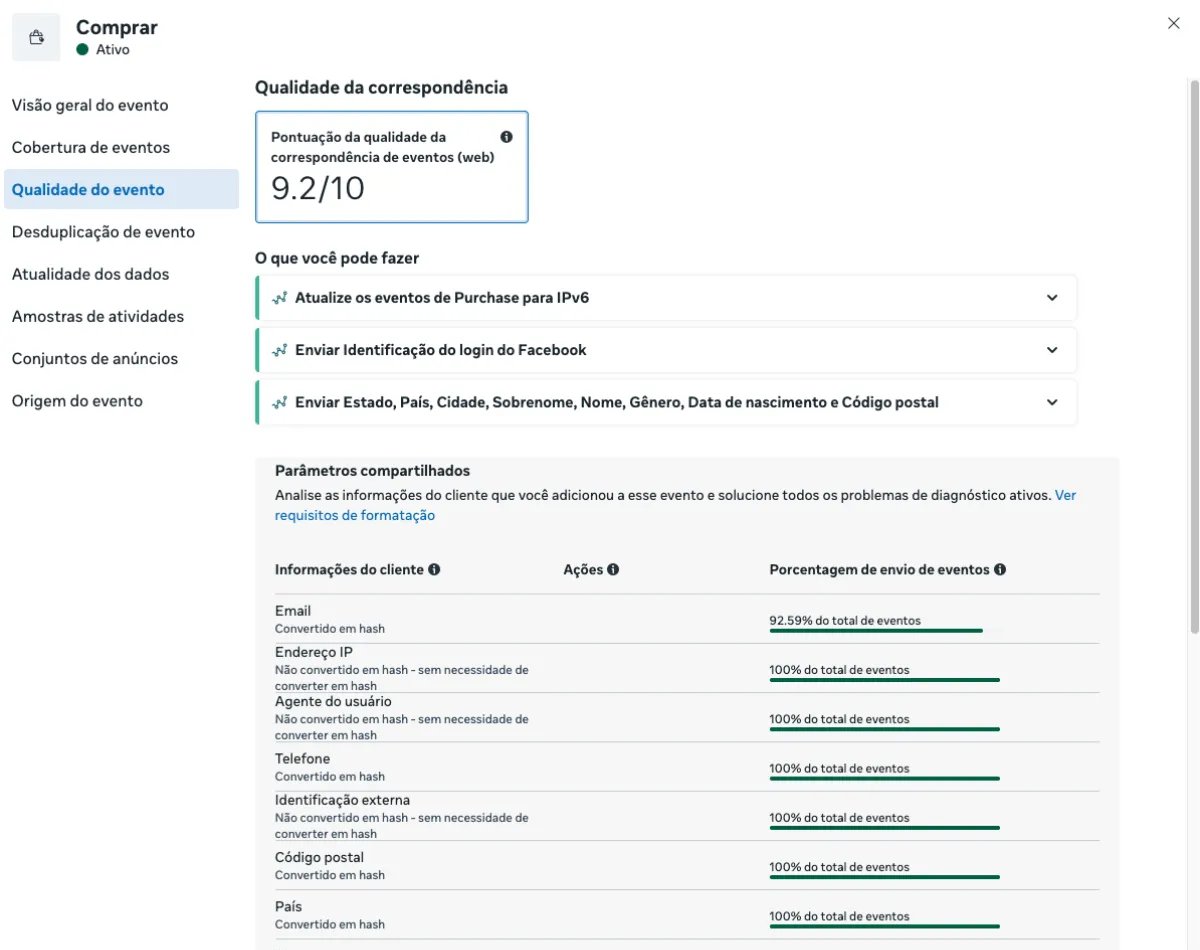 Comprar
Ativo
Visão geral do evento
Cobertura de eventos
Qualidade do evento
Desduplicação de evento
Atualidade dos dados
Amostras de atividades
Conjuntos de anúncios
Origem do evento
Qualidade da correspondência
Pontuação da qualidade da
correspondência de eventos (web)
9.2/10
O que você pode fazer
Atualize os eventos de Purchase para IPv6
Enviar Identificação do login do Facebook
Enviar Estado, País, Cidade, Sobrenome, Nome, Gênero, Data de nascimento e Código postal
Parâmetros compartilhados
Analise as informações do cliente que você adicionou a esse evento e solucione todos os problemas de diagnóstico ativos. Ver
requisitos de formatação
Informações do cliente Ações Porcentagem de envio de eventos
Email
Convertido em hash
92.59% do total de eventos
Endereço IP
Não convertido em hash - sem necessidade de
converter em hash
100% do total de eventos
Agente do usuário
Não convertido em hash - sem necessidade de
converter em hash
100% do total de eventos
Telefone
Convertido em hash
100% do total de eventos
Identificação externa
Não convertido em hash - sem necessidade de
converter em hash
100% do total de eventos
Código postal
Convertido em hash
100% do total de eventos
País
Convertido em hash
100% do total de eventos